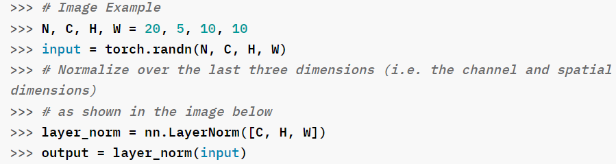 >>> # Image Example
>>> N, C, H, W = 20, 5, 10, 10
>>> input = torch.randn(N, C, H, W)
>>> # Normalize over the last three dimensions (i.e. the channel and spatial
dimensions)
>>> # as shown in the image below
>>> layer_norm = nn.LayerNorm([C, H, W])
>>> output = layer_norm(input)